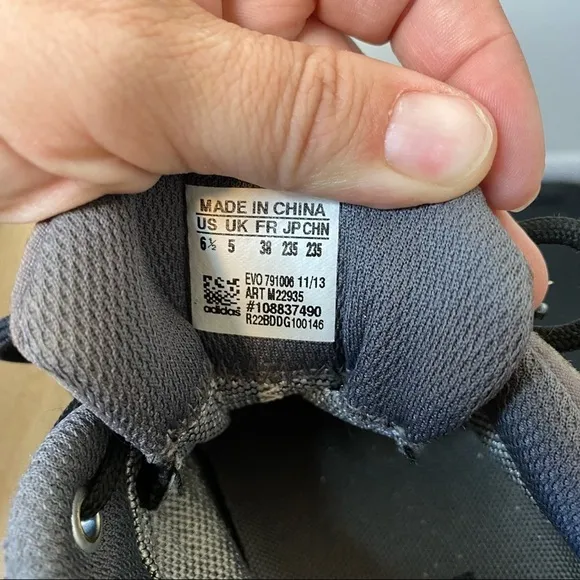 MADE IN CHINA
US UK FR JP CHN
6½ 5 38 235 235
EVO 791006 11/13
ART M22935
#108837490
adidas R22BDDG100146